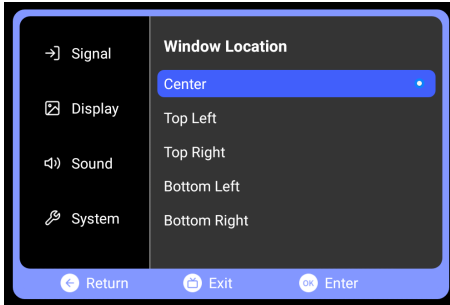 Signal
Display
Sound
System
Window Location
Center
Top Left
Top Right
Bottom Left
Bottom Right
Return
Exit
OK Enter